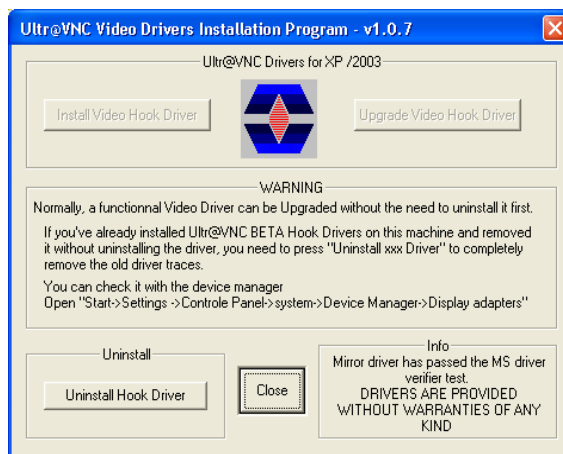 Ultr@VNC Video Drivers Installation Program - v1.0.7
Ultr@VNC Drivers for XP /2003
Install Video Hook Driver
Upgrade Video Hook Driver
WARNING
Normally, a functionnal Video Driver can be Upgraded without the need to uninstall it first.
If you've already installed Ultr@VNC BETA Hook Drivers on this machine and removed
it without uninstalling the driver, you need to press "Uninstall xxx Driver" to completely
remove the old driver traces.
You can check it with the device manager
Open "Start->Settings ->Controle Panel->system->Device Manager->Display adapters"
Uninstall
Uninstall Hook Driver
Close
Info
Mirror driver has passed the MS driver
verifier test.
DRIVERS ARE PROVIDED
WITHOUT WARRANTIES OF ANY
KIND